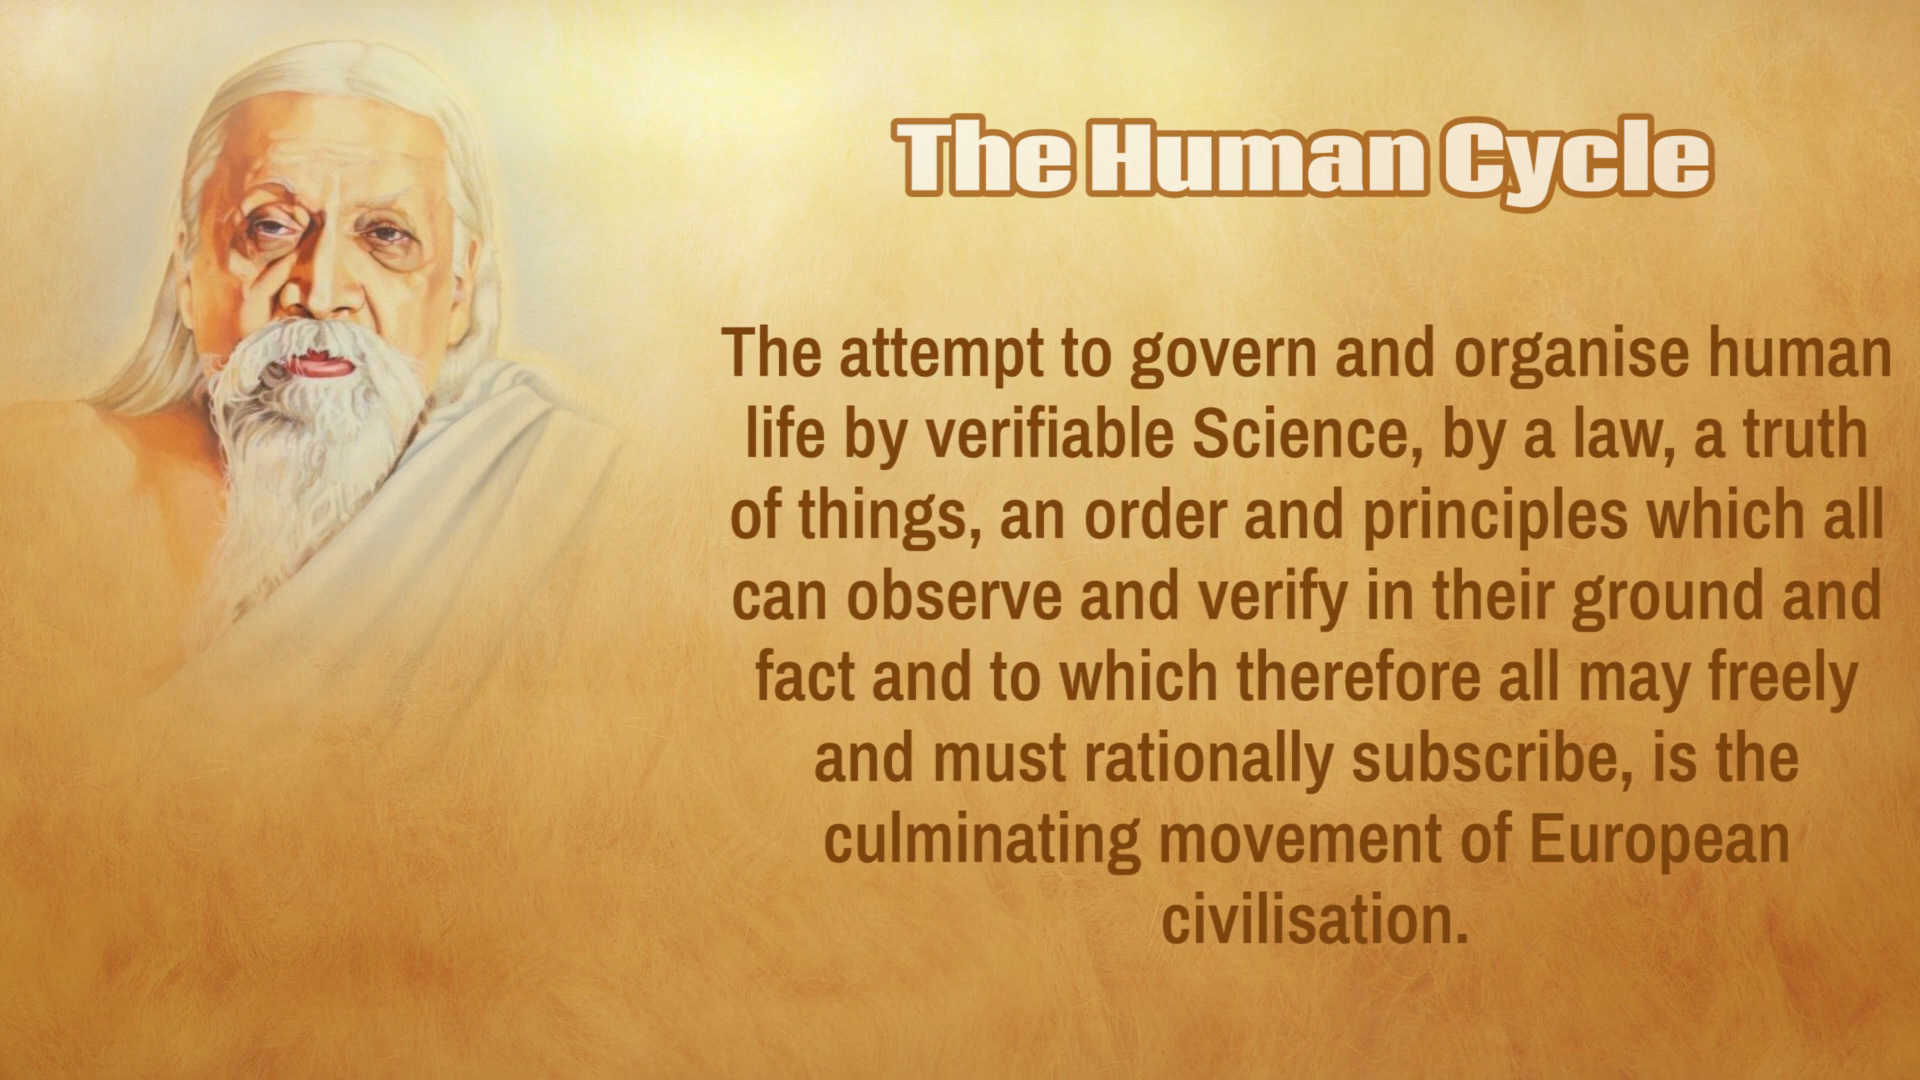 The Human Cycle
The attempt to govern and organise human
life by verifiable Science, by a law, a truth
of things, an order and principles which all
can observe and verify in their ground and
fact and to which therefore all may freely
and must rationally subscribe, is the
culminating movement of European
civilisation.